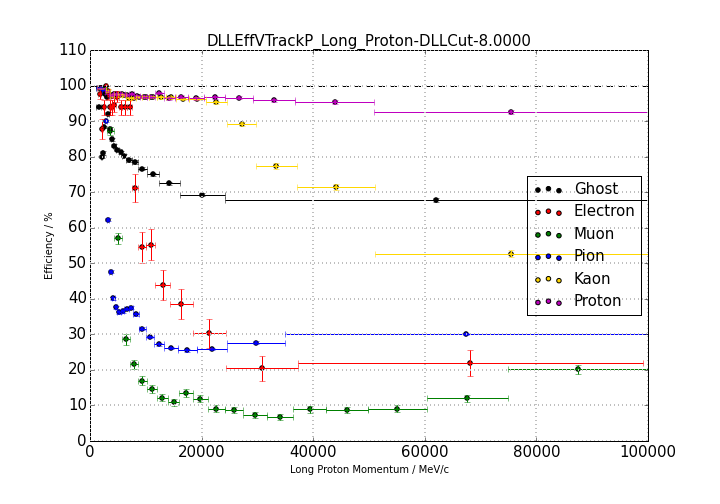 DLLEffVTrackP_Long_Proton-DLLCut-8.0000
110
100
90
80
70
60
50
40
30
20
10
0
Efficiency / %
Ghost
Electron
Muon
Pion
Kaon
Proton
0 20000 40000 60000 80000 100000
Long Proton Momentum / MeV/c